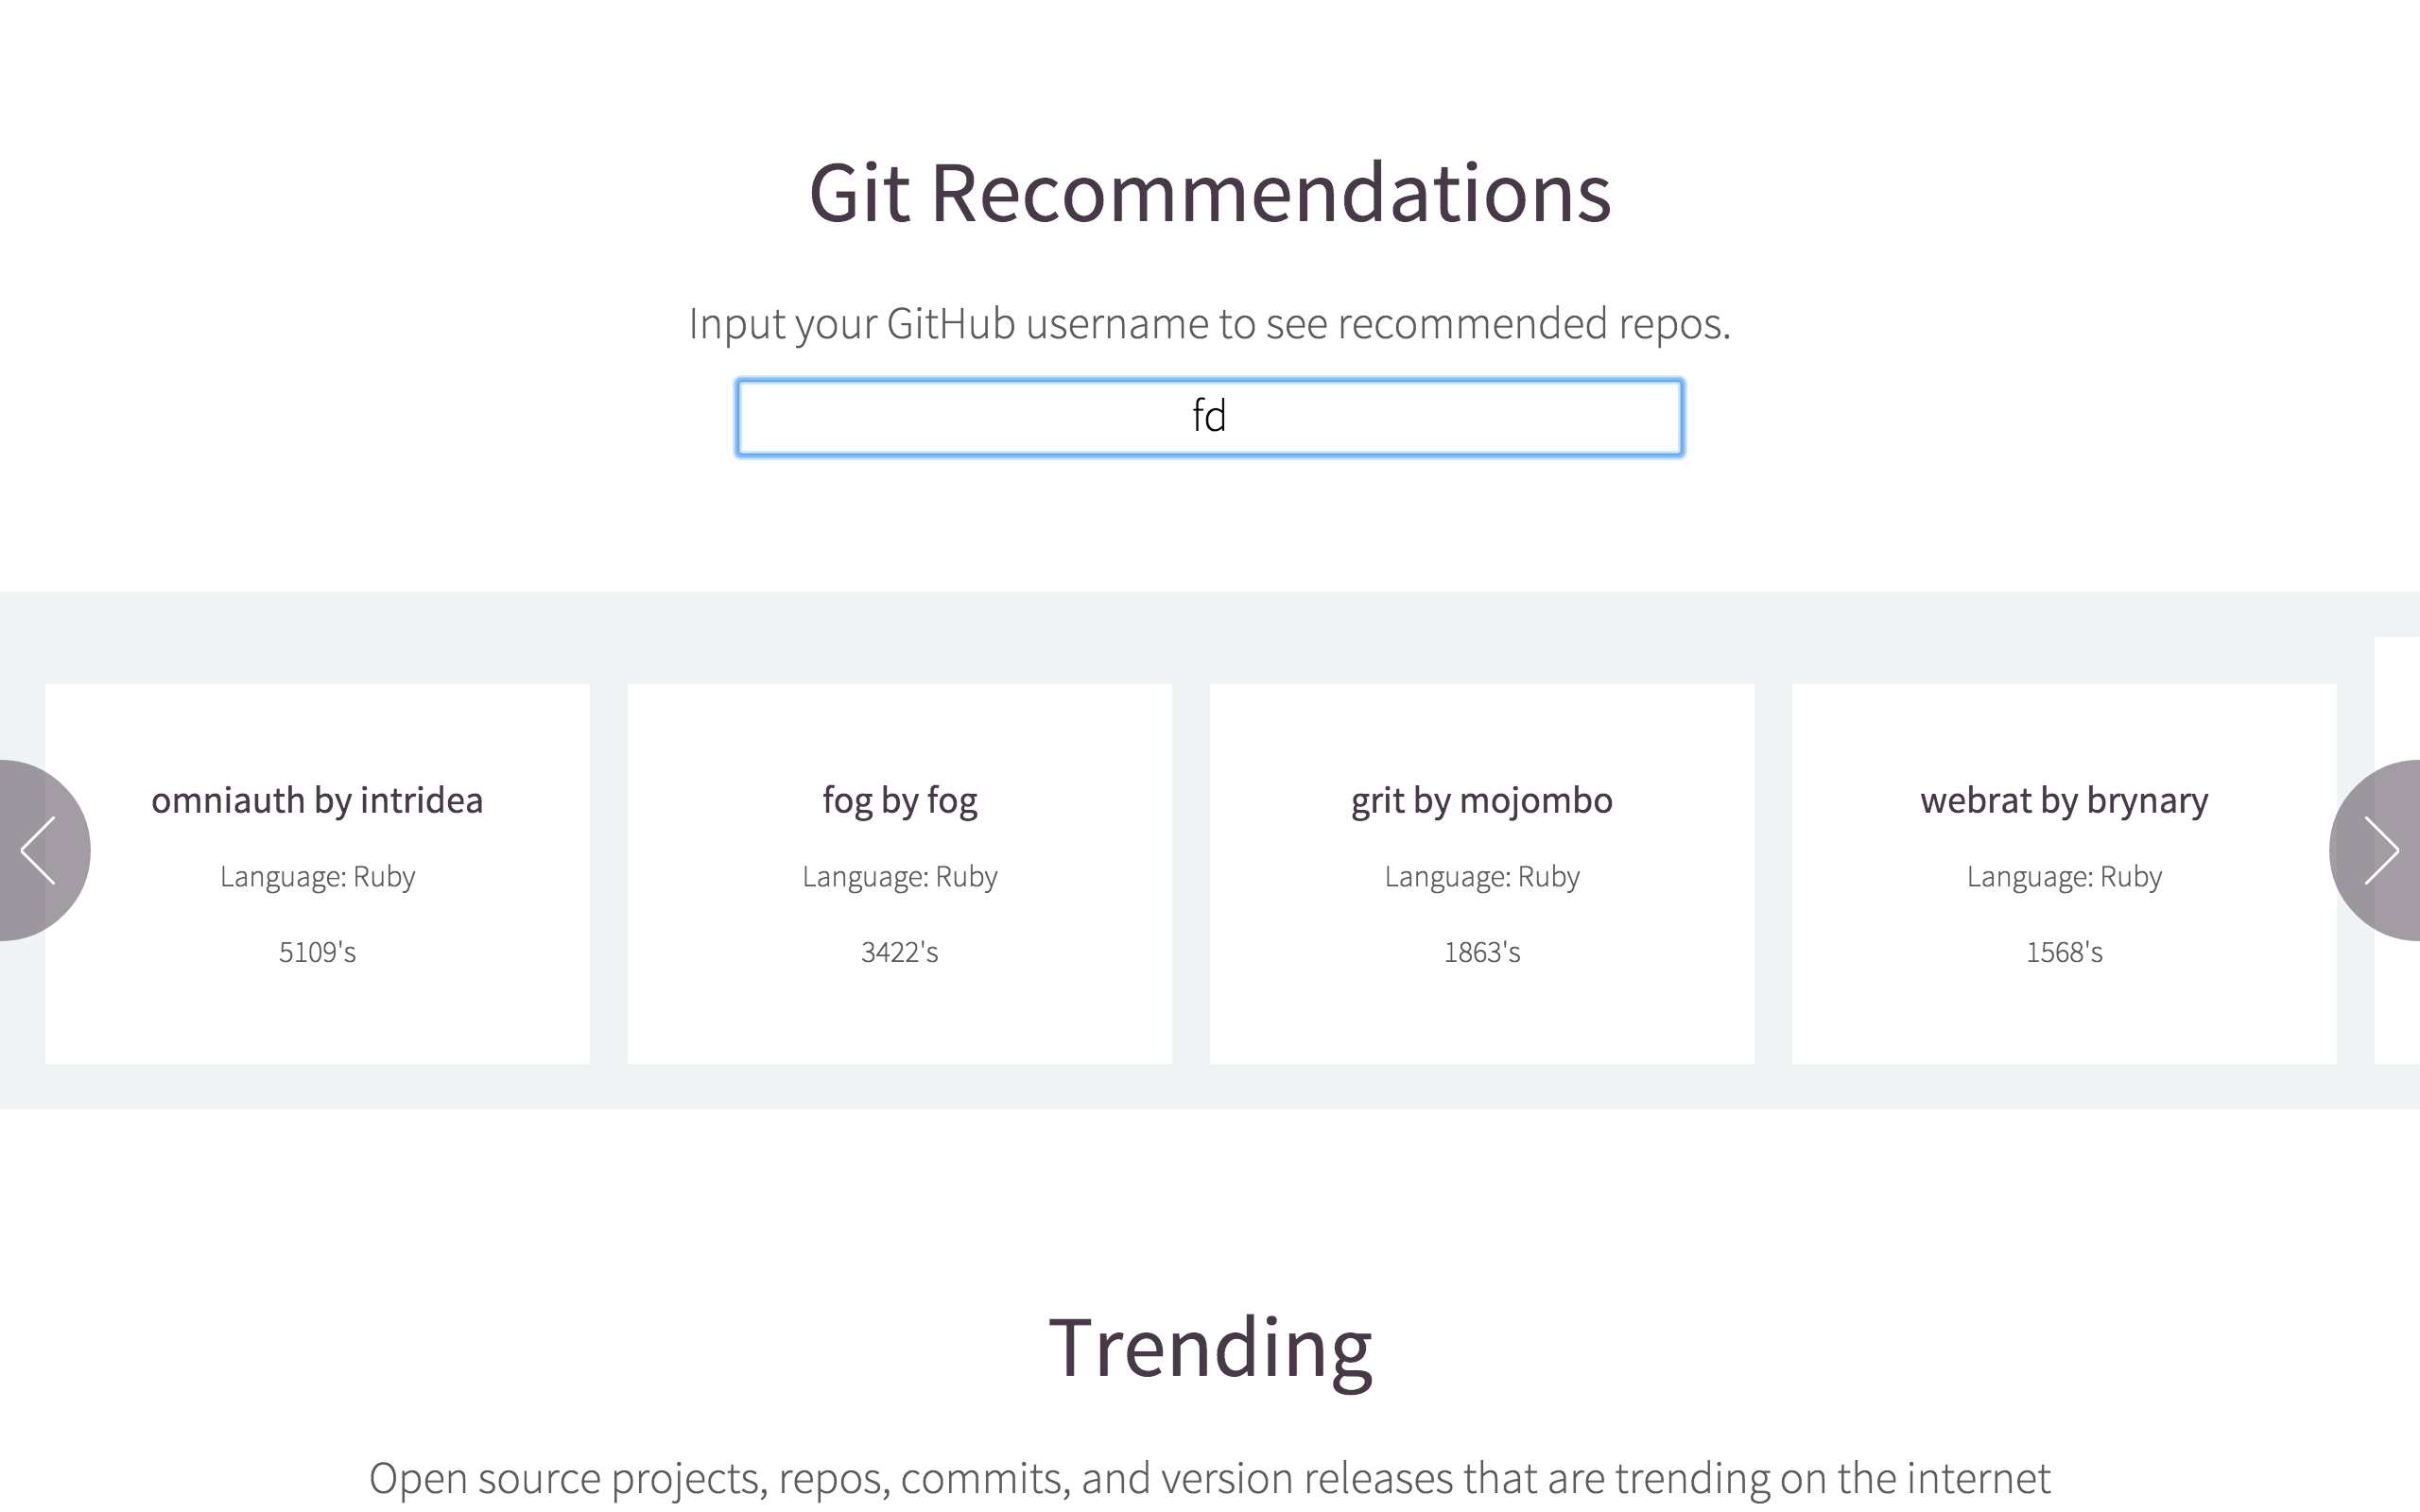 Git Recommendations
Input your GitHub username to see recommended repos.
fd
omniauth by intridea
Language: Ruby
5109's
fog by fog
Language: Ruby
3422's
grit by mojombo
Language: Ruby
1863's
webrat by brynary
Language: Ruby
1568's
Trending
Open source projects, repos, commits, and version releases that are trending on the internet